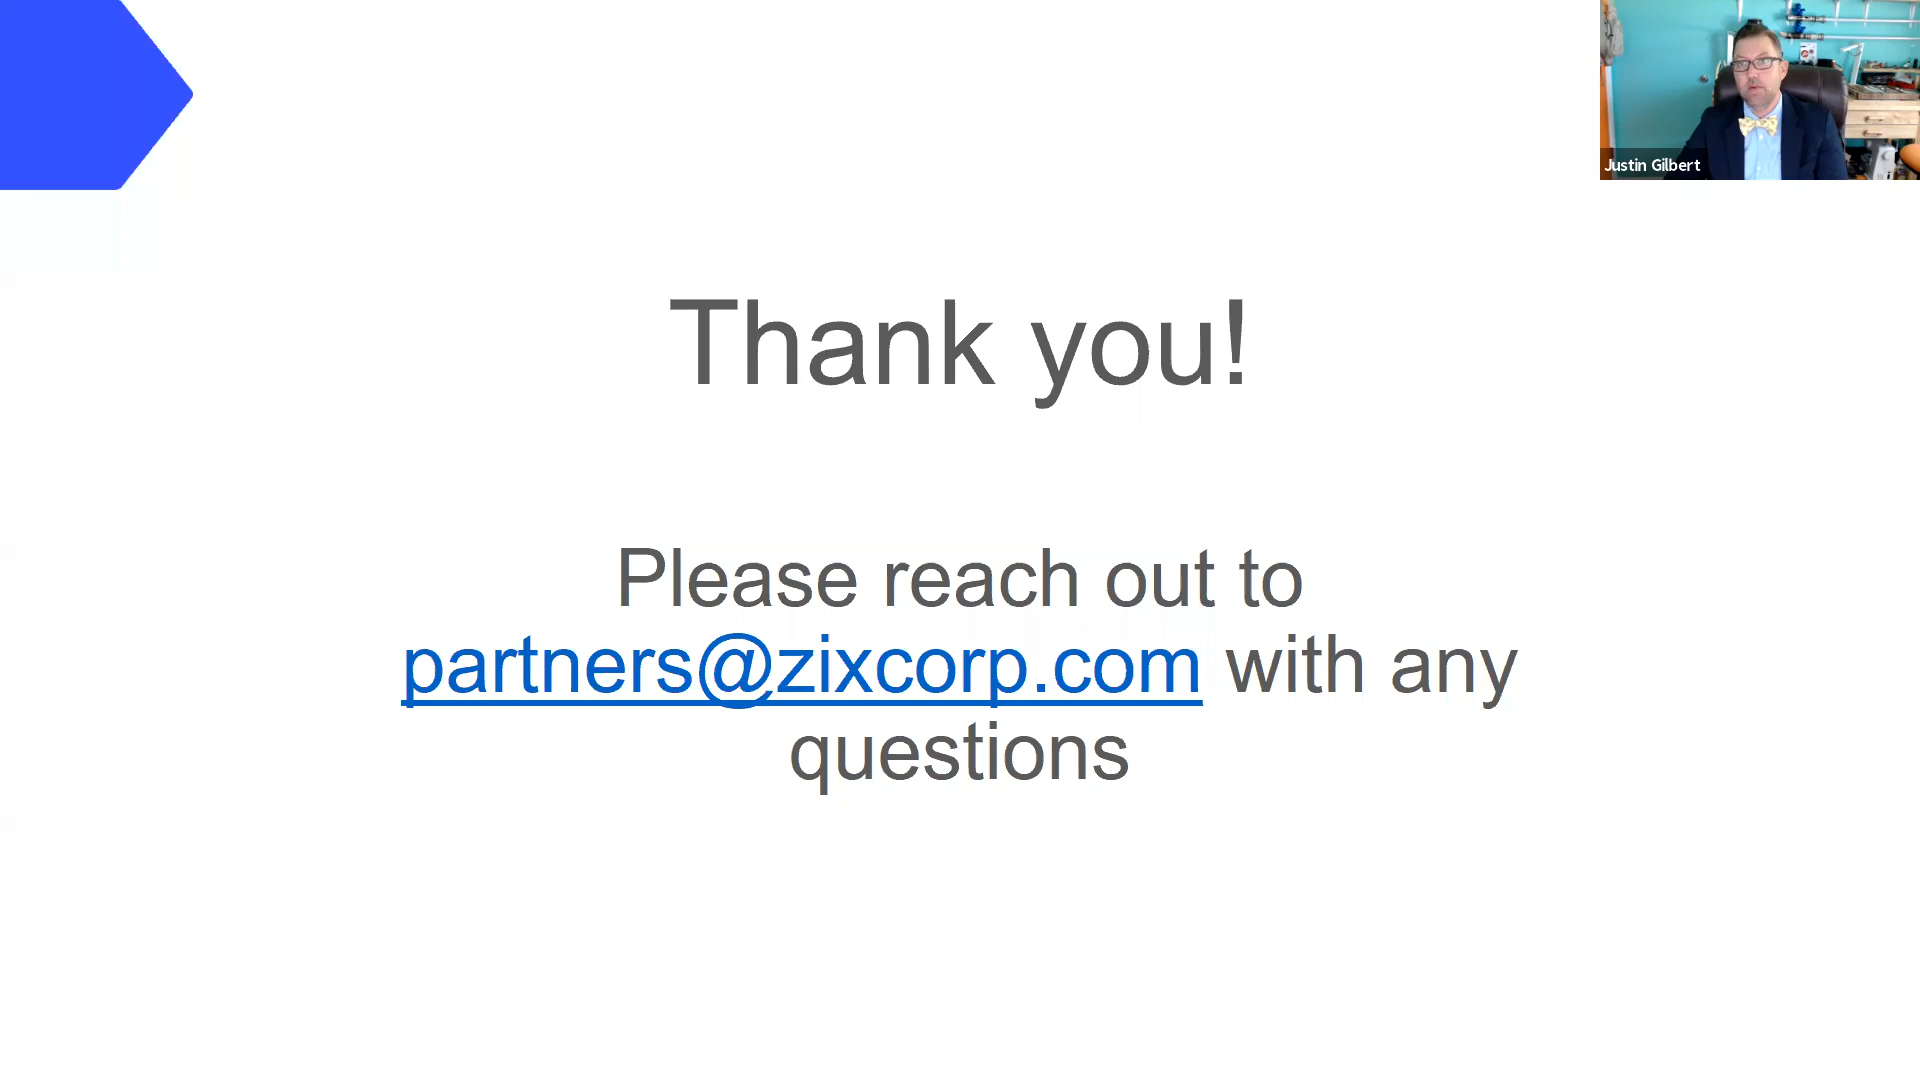 Justin Gilbert
Thank you!
Please reach out to
partners@zixcorp.com with any
questions